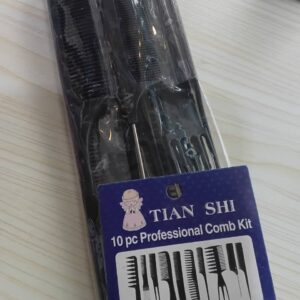 TIAN SHI
10 pc Professional Comb Kit